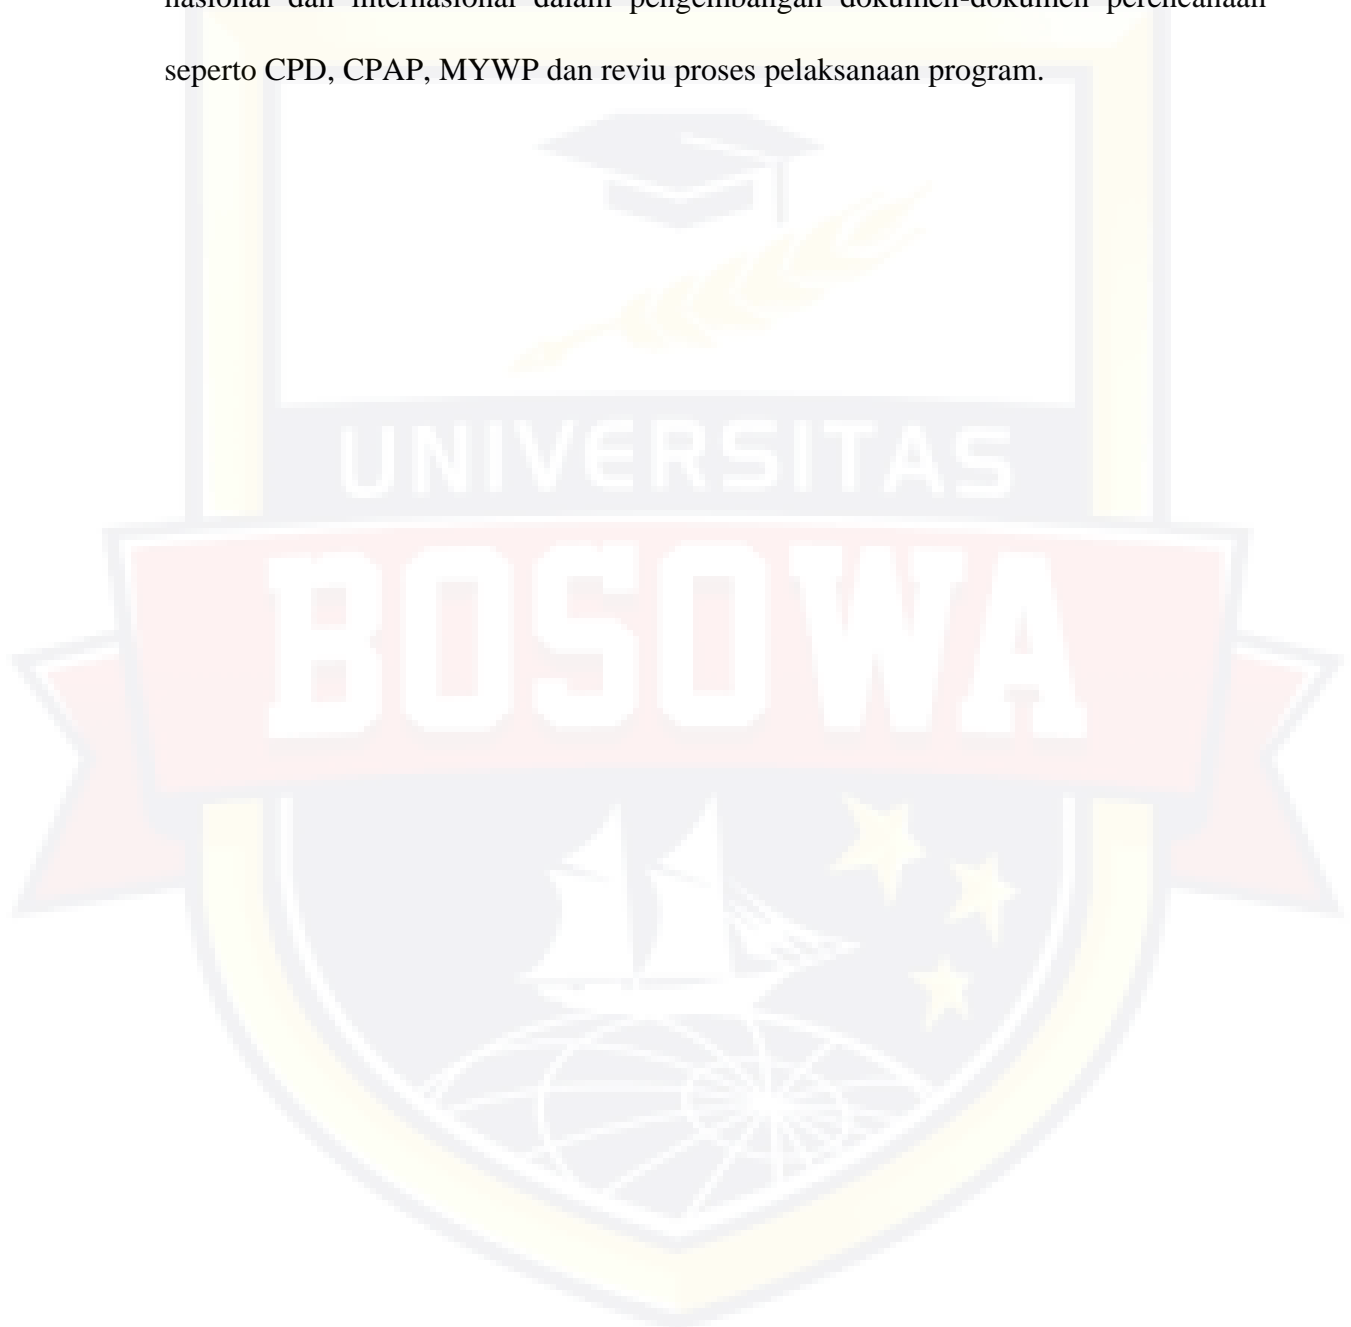 nasional dan internasional dalam pengembangan dokumen-dokumen perencanaan
seperto CPD, CPAP, MYWP dan reviu proses pelaksanaan program.
UNIVERSITAS
BOSOWA